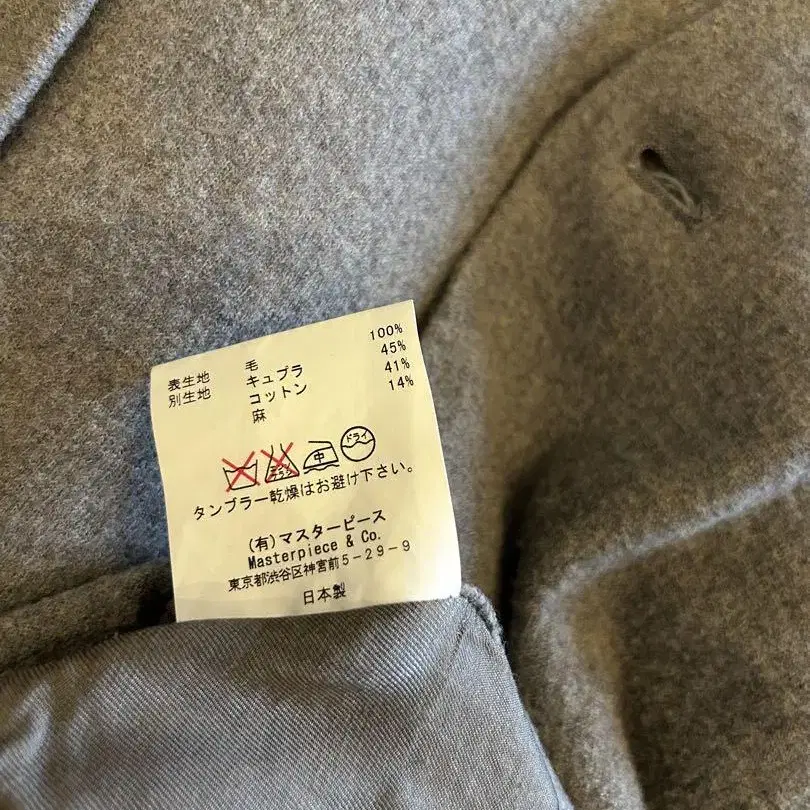 表生地 毛 100%
別生地 キュプラ 45%
コットン 41%
麻 14%
中 ドライ
タンブラー乾燥はお避け下さい。
(有)マスターピース
Masterpiece & Co.
東京都渋谷区神宮前5-29-9
日本製